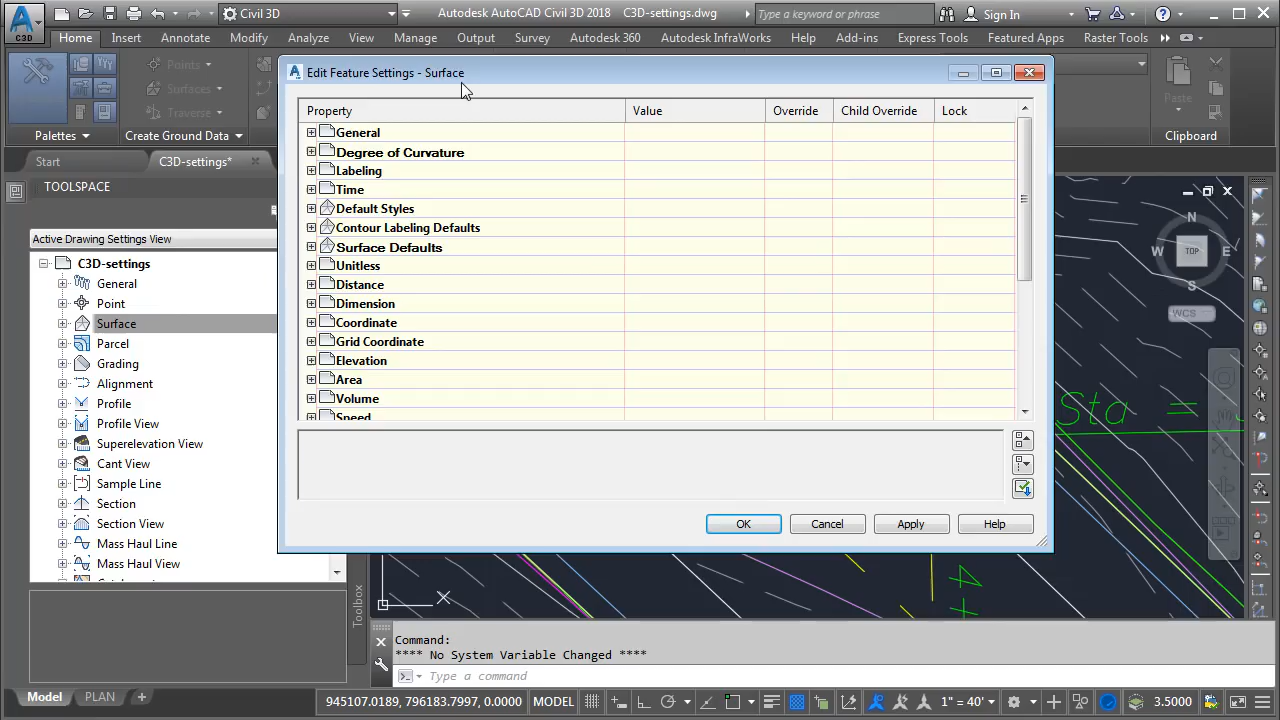 Civil 3D
Autodesk AutoCAD Civil 3D 2018 C3D-settings.dwg
Type a keyword or phrase
Sign In
C3D
Home Insert Annotate Modify Analyze View Manage Output Survey Autodesk 360 Autodesk InfraWorks Help Add-ins Express Tools Featured Apps Raster Tools
Points
Surfaces
Traverse
Paste
Palettes
Create Ground Data
Clipboard
Start
C3D-settings*
TOOLSPACE
Active Drawing Settings View
C3D-settings
General
Point
Surface
Parcel
Grading
Alignment
Profile
Profile View
Superelevation View
Cant View
Sample Line
Section
Section View
Mass Haul Line
Mass Haul View
Toolbox
Edit Feature Settings - Surface
Property Value Override Child Override Lock
General
Degree of Curvature
Labeling
Time
Default Styles
Contour Labeling Defaults
Surface Defaults
Unitless
Distance
Dimension
Coordinate
Grid Coordinate
Elevation
Area
Volume
Speed
OK Cancel Apply Help
N
W TOP E
S
WCS
Sta =
X
Command:
**** No System Variable Changed ****
Type a command
Model PLAN
945107.0189, 796183.7997, 0.0000 MODEL 1" = 40' 3.5000